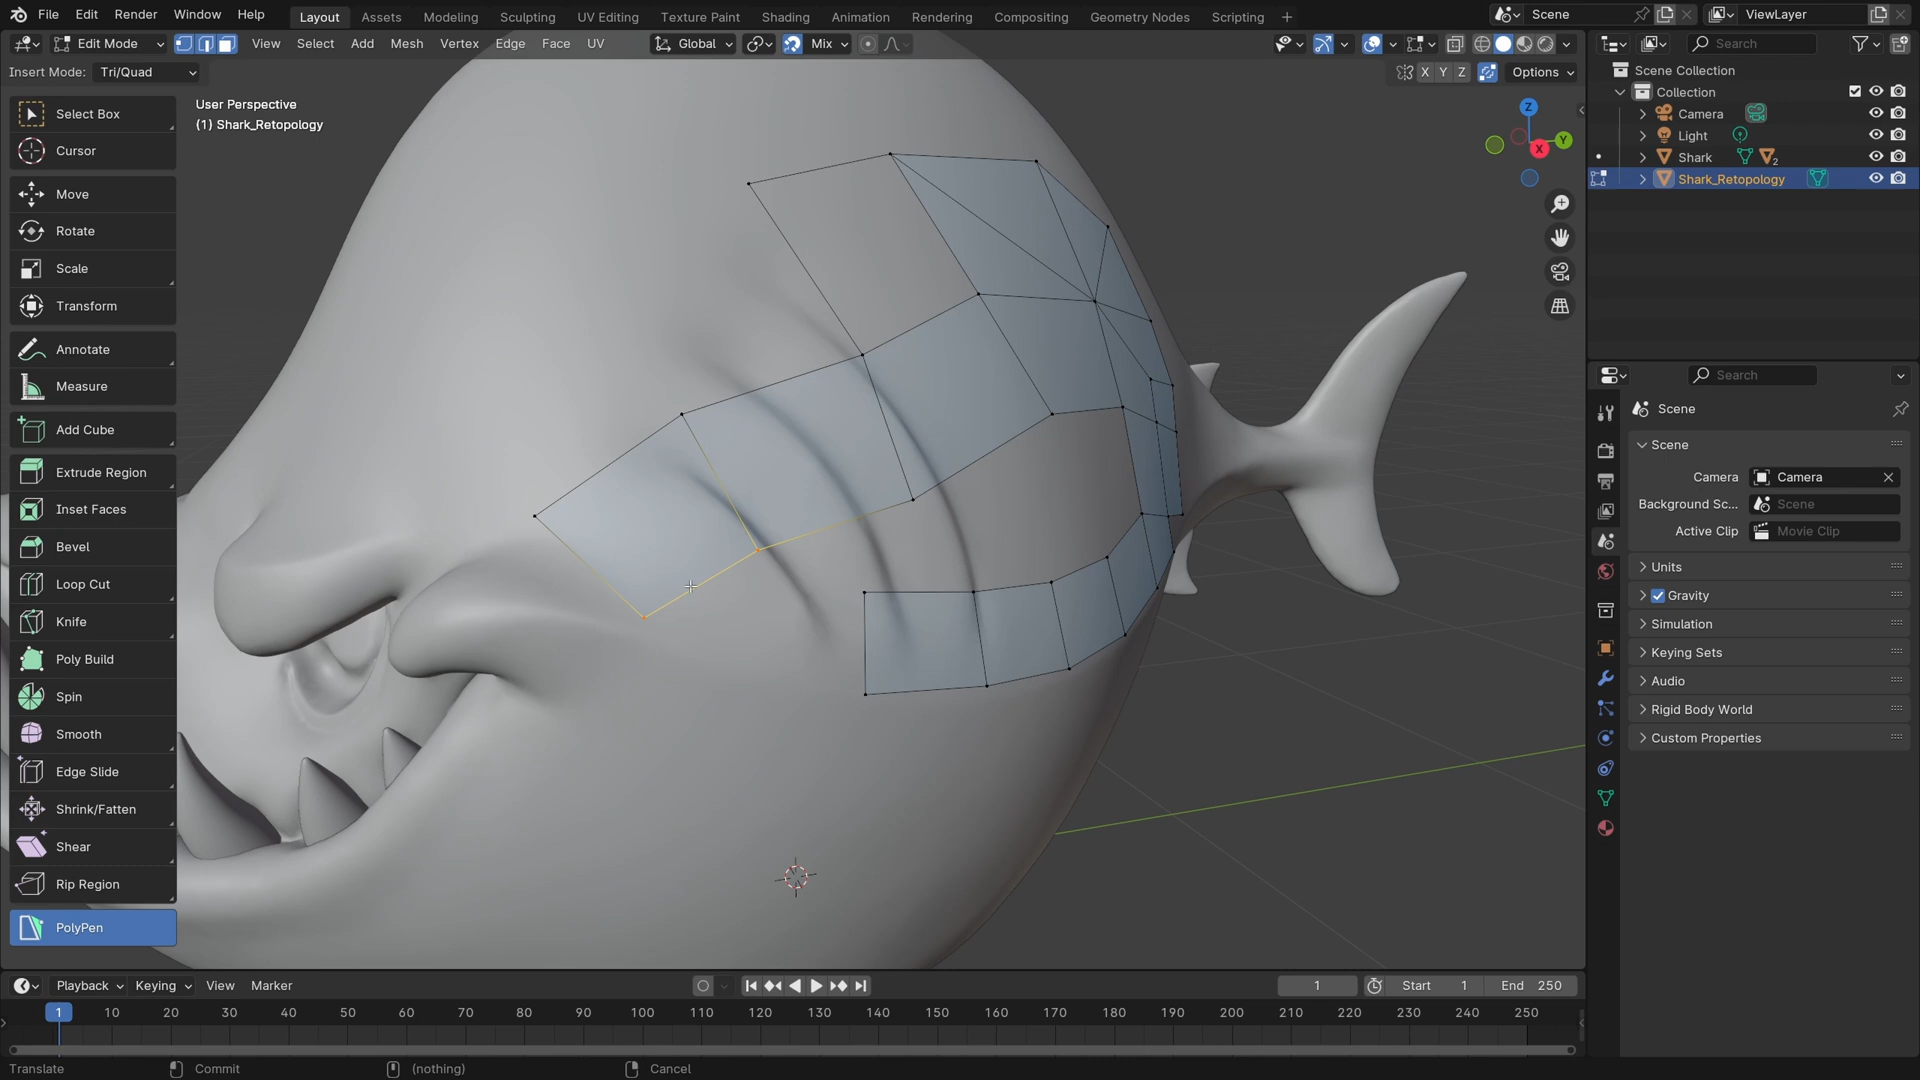 File Edit Render Window Help Layout Assets Modeling Sculpting UV Editing Texture Paint Shading Animation Rendering Compositing Geometry Nodes Scripting + Scene ViewLayer
Edit Mode View Select Add Mesh Vertex Edge Face UV Global Mix Search
Insert Mode: Tri/Quad X Y Z Options
Scene Collection
Collection
Camera
Light
Shark 2
Shark_Retopology
User Perspective
(1) Shark_Retopology
Z
Y
X
Select Box
Cursor
Move
Rotate
Scale
Transform
Annotate
Measure
Add Cube
Extrude Region
Inset Faces
Bevel
Loop Cut
Knife
Poly Build
Spin
Smooth
Edge Slide
Shrink/Fatten
Shear
Rip Region
PolyPen
Search
Scene
Scene
Camera Camera
Background Sc... Scene
Active Clip Movie Clip
Units
Gravity
Simulation
Keying Sets
Audio
Rigid Body World
Custom Properties
Playback Keying View Marker 1 Start 1 End 250
1 10 20 30 40 50 60 70 80 90 100 110 120 130 140 150 160 170 180 190 200 210 220 230 240 250
Translate Commit (nothing) Cancel